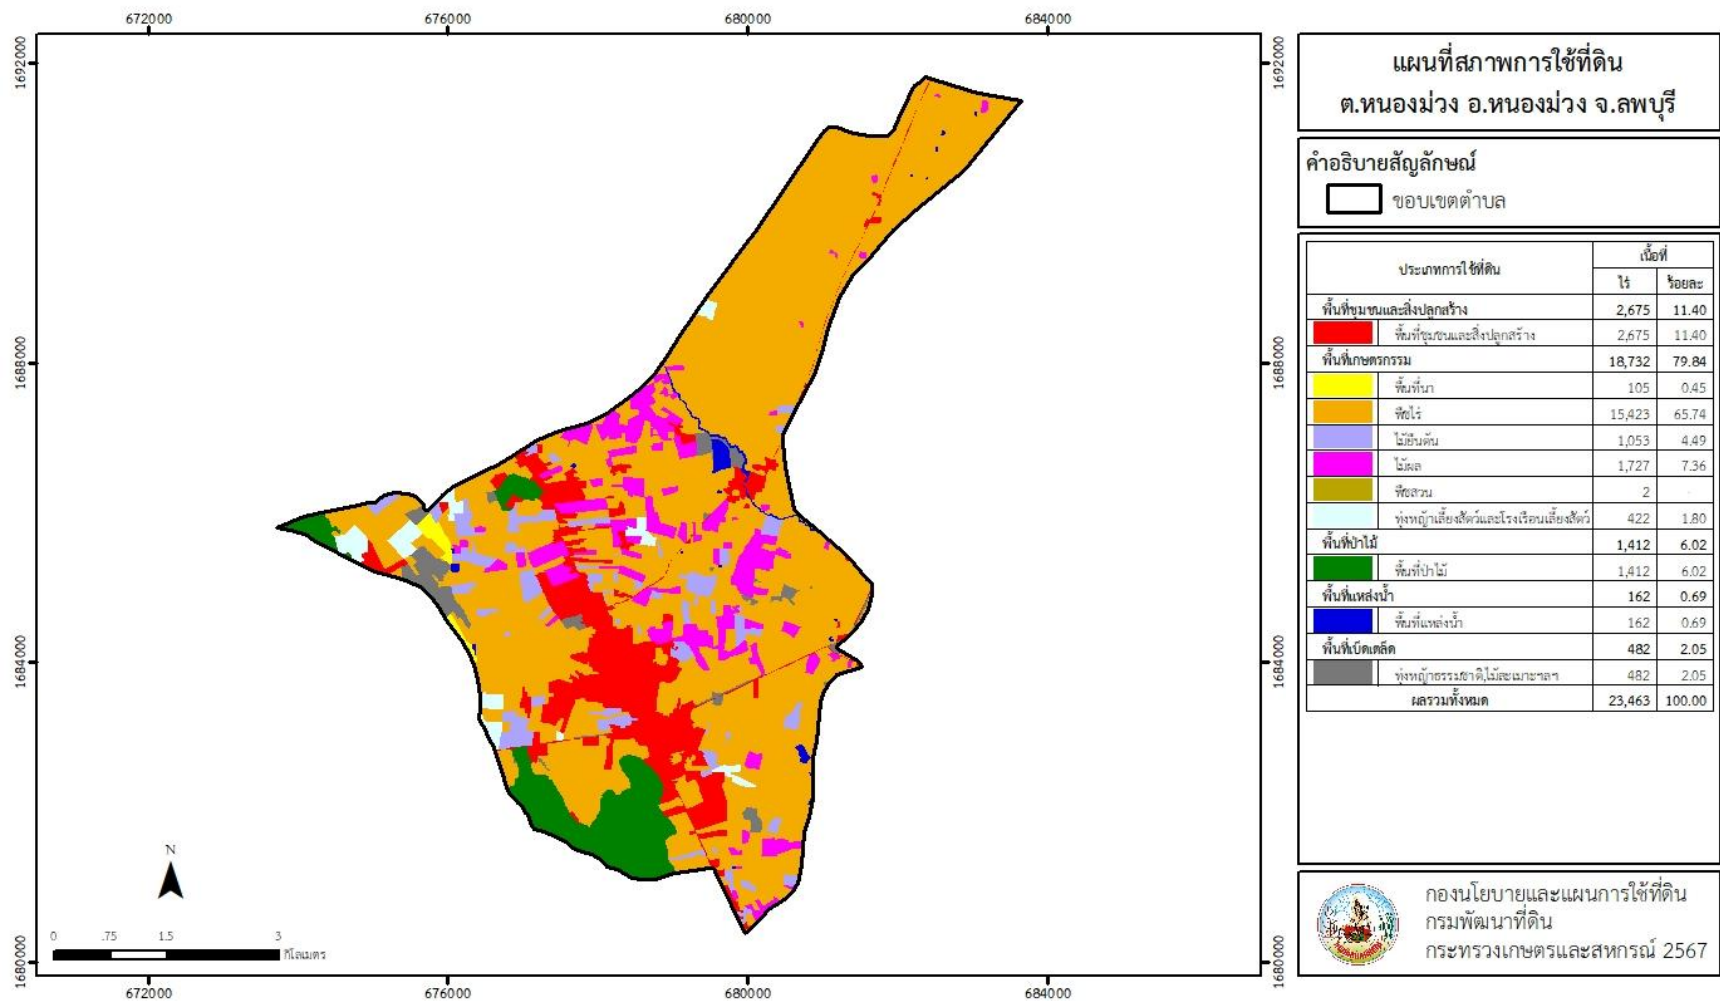 672000 676000 680000 684000
1692000 1692000
1688000 1688000
1684000 1684000
1680000 1680000
N
0 .75 1.5 3
กิโลเมตร
672000 676000 680000 684000
แผนที่สภาพการใช้ที่ดิน
ต.หนองม่วง อ.หนองม่วง จ.ลพบุรี
คำอธิบายสัญลักษณ์
ขอบเขตตำบล
ประเภทการใช้ที่ดิน เนื้อที่
ไร่ ร้อยละ
พื้นที่ชุมชนและสิ่งปลูกสร้าง 2,675 11.40
พื้นที่ชุมชนและสิ่งปลูกสร้าง 2,675 11.40
พื้นที่เกษตรกรรม 18,732 79.84
พื้นที่นา 105 0.45
พืชไร่ 15,423 65.74
ไม้ยืนต้น 1,053 4.49
ไม้ผล 1,727 7.36
พืชสวน 2 -
ทุ่งหญ้าเลี้ยงสัตว์และโรงเรือนเลี้ยงสัตว์ 422 1.80
พื้นที่ป่าไม้ 1,412 6.02
พื้นที่ป่าไม้ 1,412 6.02
พื้นที่แหล่งน้ำ 162 0.69
พื้นที่แหล่งน้ำ 162 0.69
พื้นที่เบ็ดเตล็ด 482 2.05
ทุ่งหญ้าธรรมชาติ,ไม้ละเมาะฯลฯ 482 2.05
ผลรวมทั้งหมด 23,463 100.00
กองนโยบายและแผนการใช้ที่ดิน
กรมพัฒนาที่ดิน
กระทรวงเกษตรและสหกรณ์ 2567